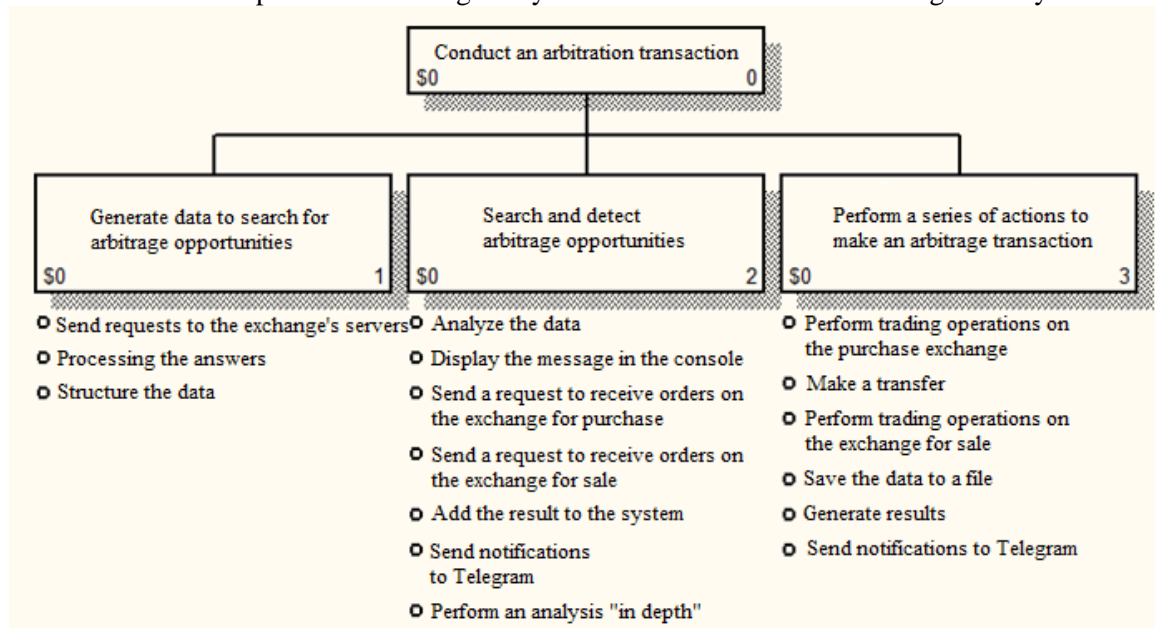 Conduct an arbitration transaction
$0 0
Generate data to search for
arbitrage opportunities
$0 1
Search and detect
arbitrage opportunities
$0 2
Perform a series of actions to
make an arbitrage transaction
$0 3
Send requests to the exchange's servers
Processing the answers
Structure the data
Analyze the data
Display the message in the console
Send a request to receive orders on
the exchange for purchase
Send a request to receive orders on
the exchange for sale
Add the result to the system
Send notifications
to Telegram
Perform an analysis "in depth"
Perform trading operations on
the purchase exchange
Make a transfer
Perform trading operations on
the exchange for sale
Save the data to a file
Generate results
Send notifications to Telegram